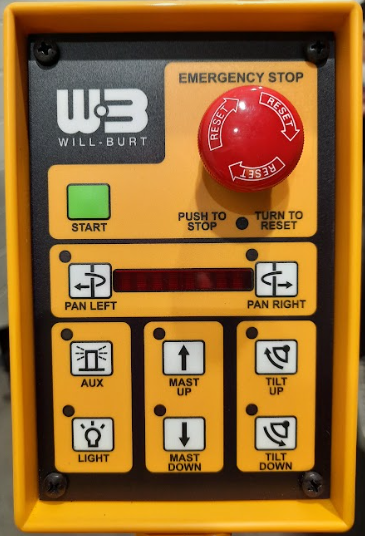 EMERGENCY STOP
W·B
WILL-BURT
RESET RESET
RESET
START
PUSH TO STOP
TURN TO RESET
PAN LEFT
PAN RIGHT
AUX
MAST UP
TILT UP
LIGHT
MAST DOWN
TILT DOWN